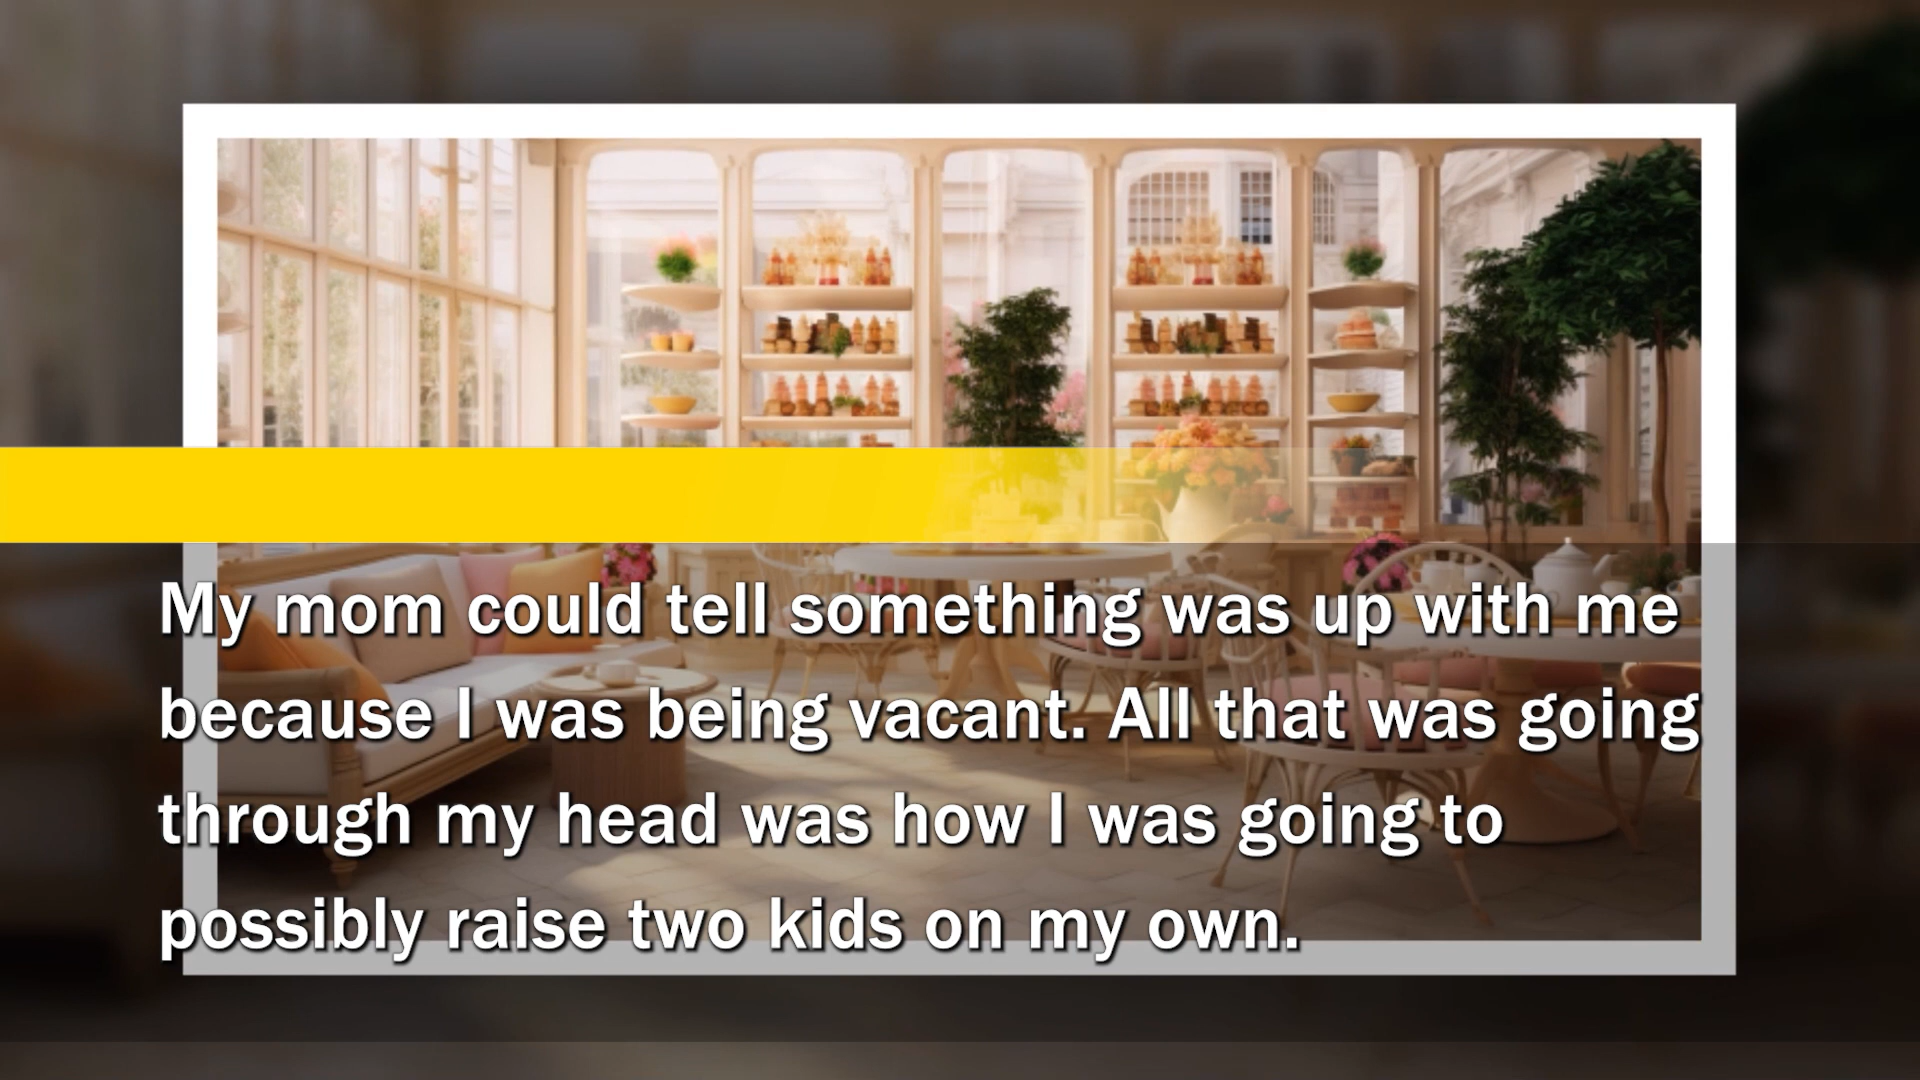 My mom could tell something was up with me
because I was being vacant. All that was going
through my head was how I was going to
possibly raise two kids on my own.